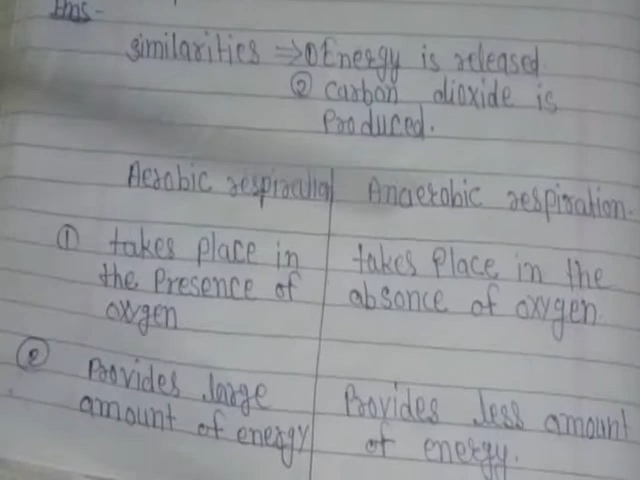 Ans-
similarities ⇒ ① Energy is released
② carbon dioxide is
Produced.
Aerobic respiration | Anaerobic respiration.
① takes place in | takes Place in the
the Presence of | absonce of oxygen.
oxygen
② Provides large | Provides less amount
amount of energy | of energy.